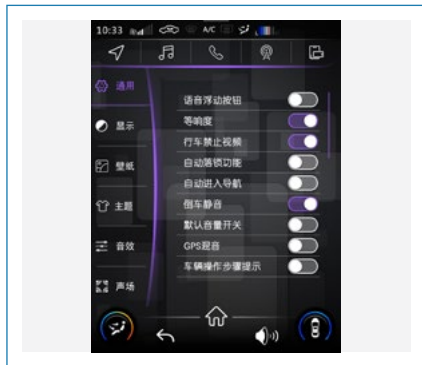 10:33
A/C
通用
显示
壁纸
主题
音效
声场
语音浮动按钮
等响度
行车禁止视频
自动落锁功能
自动进入导航
倒车静音
默认音量开关
GPS混音
车辆操作步骤提示